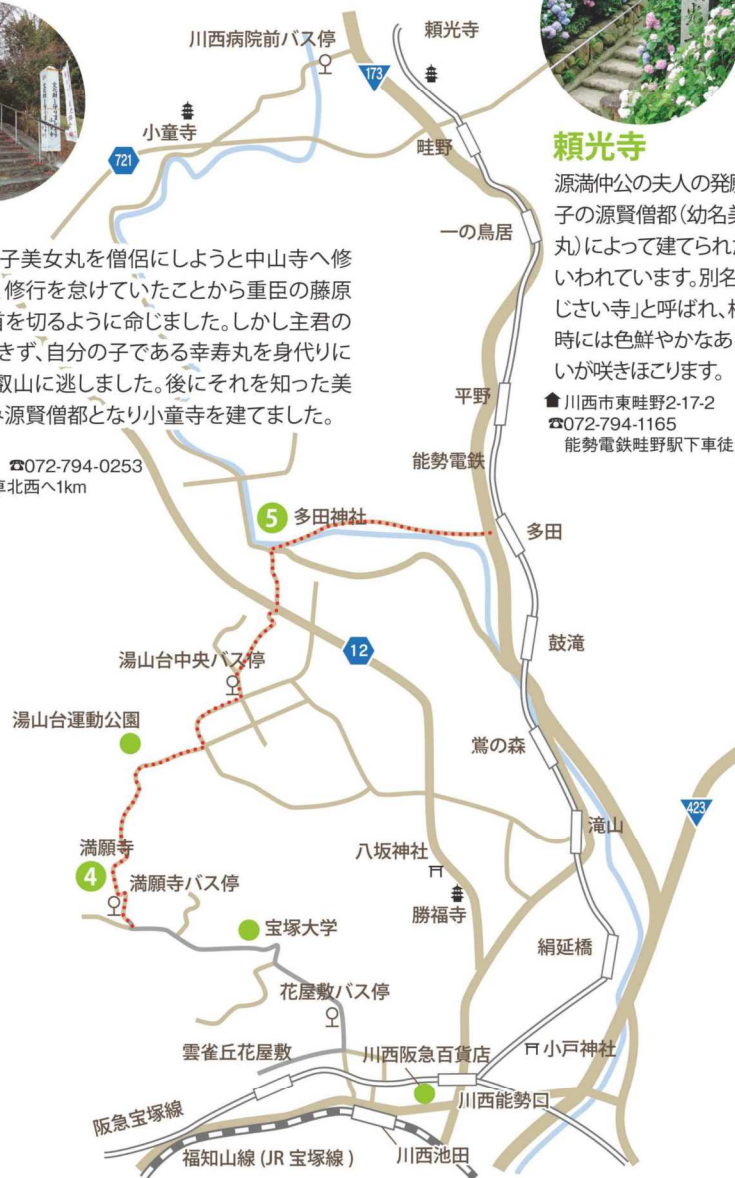 川西病院前バス停
頼光寺
173
小童寺
721
畦野
一の鳥居
頼光寺
源満仲公の夫人の発願
子の源賢僧都(幼名美
丸)によって建てられた
いわれています。別名
じさい寺」と呼ばれ、
時には色鮮やかなあ
いが咲きほこります。
川西市東畦野2-17-2
☎072-794-1165
能勢電鉄畦野駅下車徒
子美女丸を僧侶にしようと中山寺へ修
修行を怠けていたことから重臣の藤原
首を切るように命じました。しかし主君の
きず、自分の子である幸寿丸を身代りに
叡山に逃しました。後にそれを知った美
源賢僧都となり小童寺を建てました。
☎072-794-0253
車北西へ1km
平野
能勢電鉄
5 多田神社
多田
鼓滝
12
湯山台中央バス停
湯山台運動公園
鴬の森
423
滝山
満願寺
4
満願寺バス停
八坂神社
勝福寺
宝塚大学
絹延橋
花屋敷バス停
雲雀丘花屋敷
川西阪急百貨店
小戸神社
川西能勢口
阪急宝塚線
福知山線(JR宝塚線)
川西池田